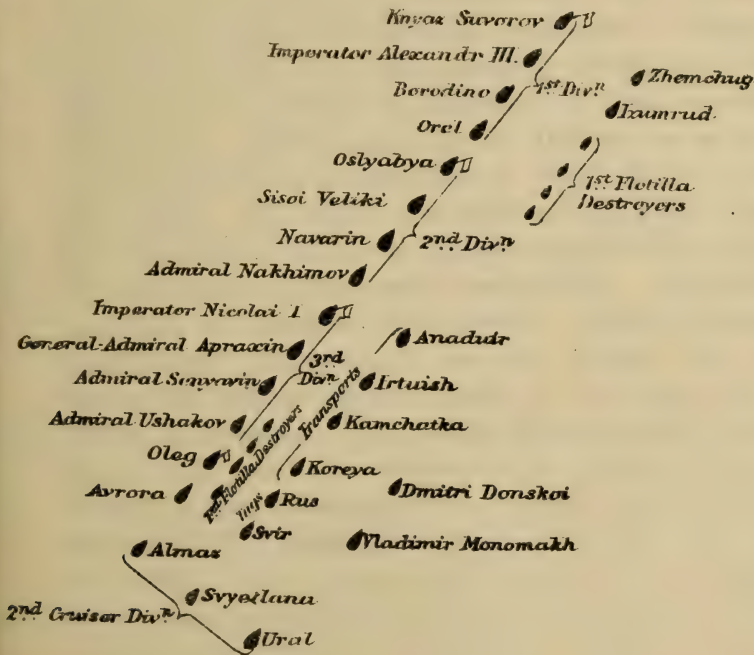 Knyaz Suvorov
Imperator Alexandr III.
Zhemchug
Borodino
1st Divn
Izumrud
Orel
Oslyabya
1st Flotilla
Destroyers
Sisoi Veliki
Navarin
2nd Divn
Admiral Nakhimov
Imperator Nicolai I
General-Admiral Apraxin
Anaduir
3rd
Divn
Admiral Senyavin
Irtuish
Transports
Admiral Ushakov
Kamchatka
Oleg
Flotilla Destroyers
Koreya
Avrora
Dmitri Donskoi
Tugs
Rus
Svir
Almaz
Vladimir Monomakh
Svyetlana
2nd Cruiser Divn
Ural